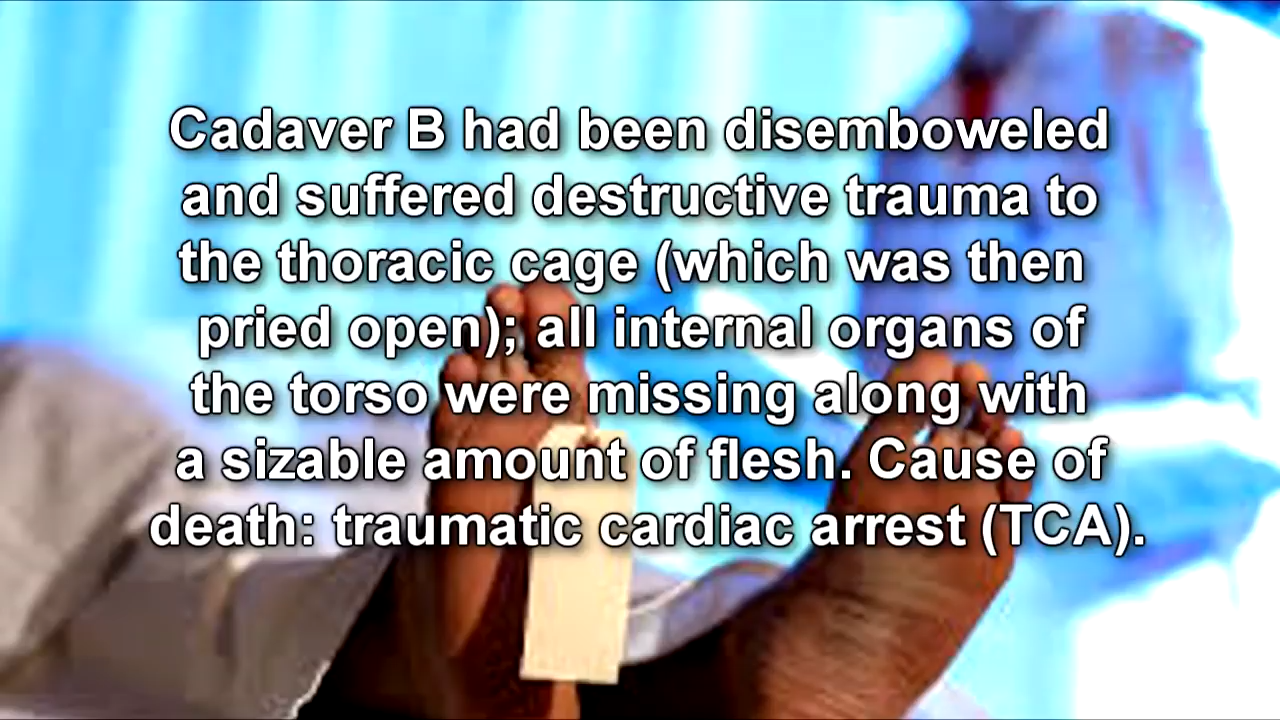 Cadaver B had been disemboweled
and suffered destructive trauma to
the thoracic cage (which was then
pried open); all internal organs of
the torso were missing along with
a sizable amount of flesh. Cause of
death: traumatic cardiac arrest (TCA).